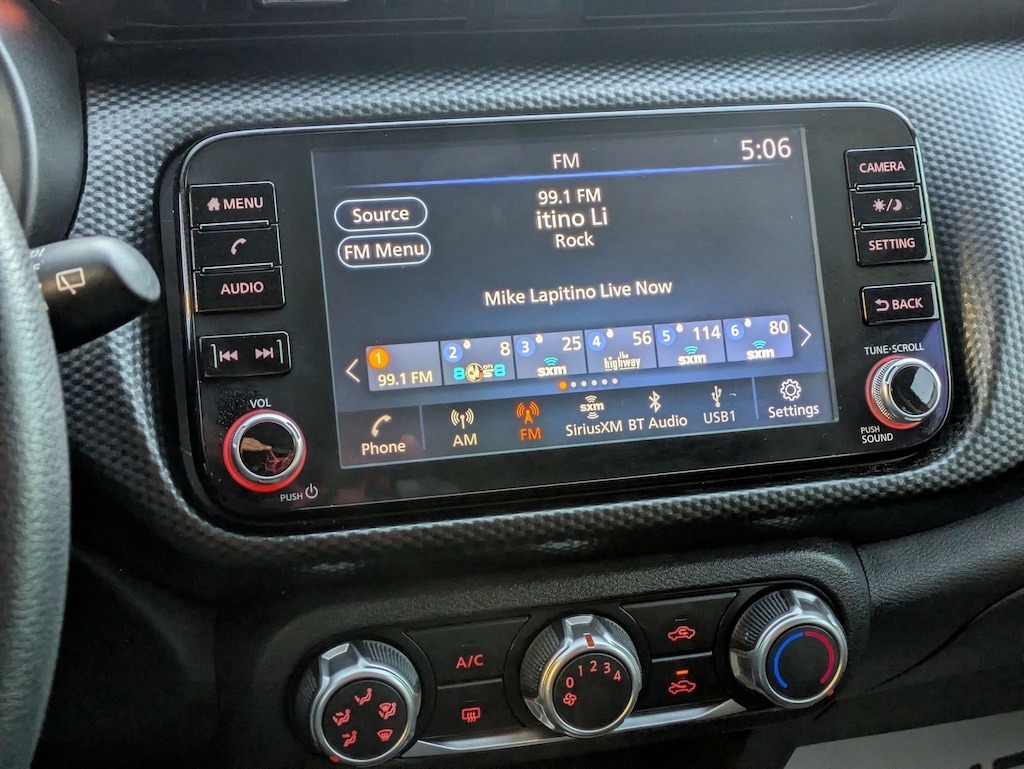 FM
5:06
MENU
AUDIO
VOL
PUSH
Source
FM Menu
99.1 FM
itino Li
Rock
Mike Lapitino Live Now
1
99.1 FM
2 8
80s on 8
3 25
sxm
4 56
the highway
5 114
sxm
6 80
sxm
Phone
AM
FM
sxm
SiriusXM
BT Audio
USB1
Settings
CAMERA
SETTING
BACK
TUNE·SCROLL
PUSH
SOUND
A/C
0 1 2 3 4